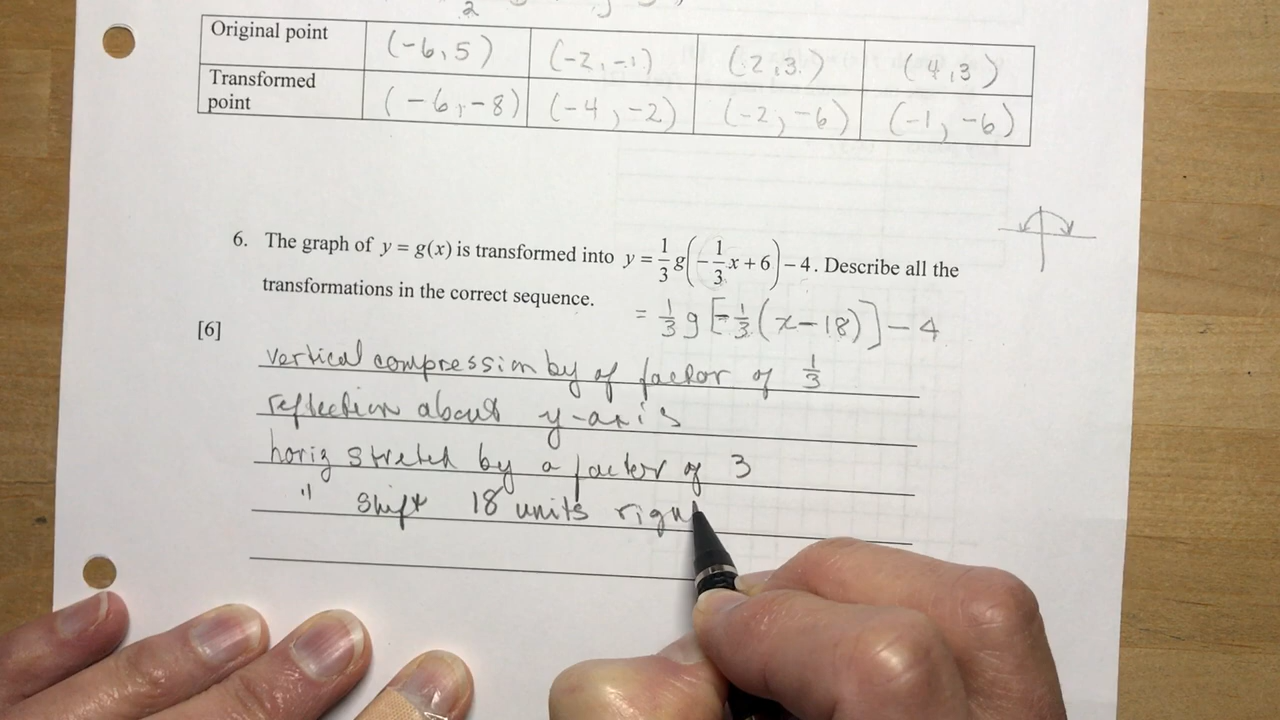 Original point (-6,5) (-2,-1) (2,3) (4,3)
Transformed point (-6,-8) (-4,-2) (-2,-6) (-1,-6)
6. The graph of y = g(x) is transformed into y = 1/3 g(-1/3 x + 6) - 4. Describe all the
transformations in the correct sequence.
= 1/3 g [-1/3 (x-18)] - 4
[6]
vertical compression by of factor of 1/3
reflection about y-axis
horiz stretch by a factor of 3
" shift 18 units righ